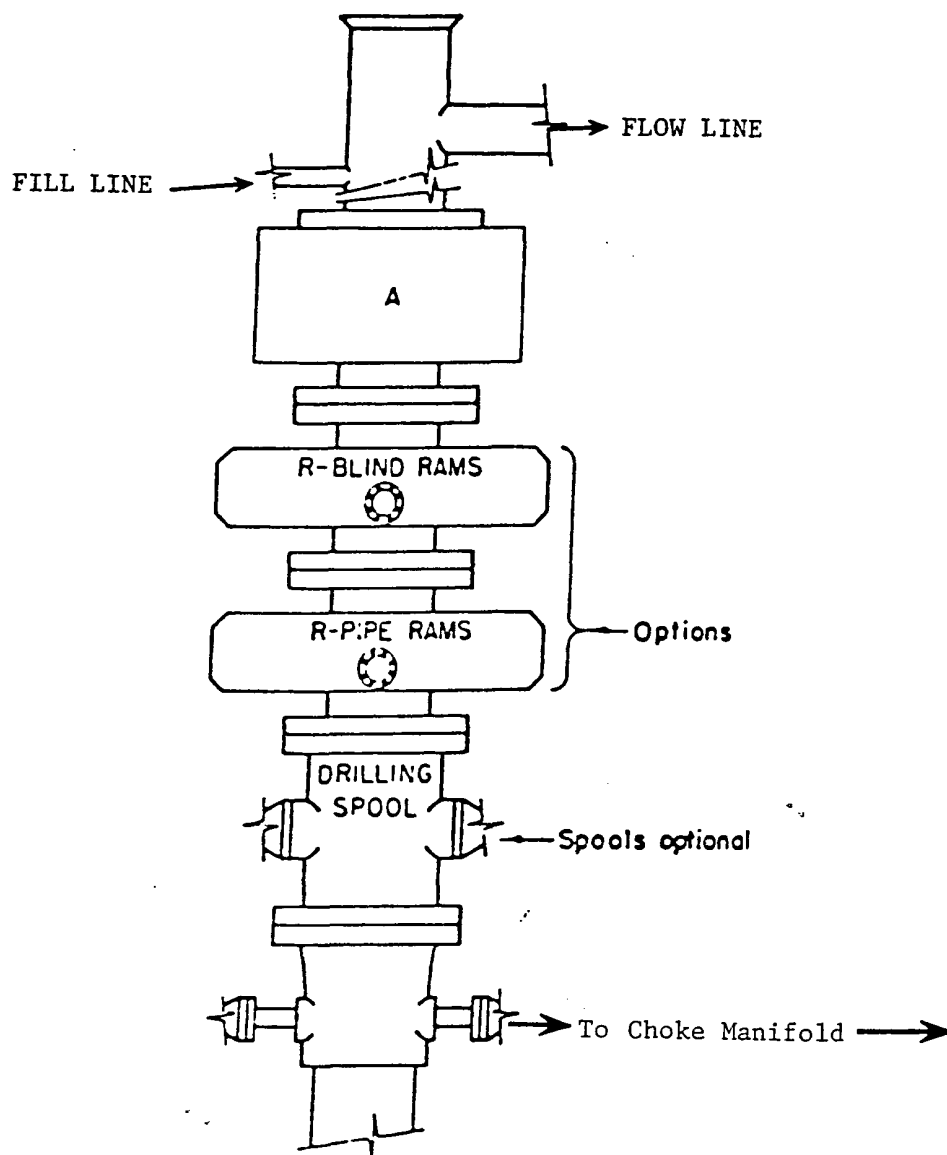 FLOW LINE
FILL LINE
A
R-BLIND RAMS
R-PIPE RAMS
Options
DRILLING
SPOOL
Spools optional
To Choke Manifold